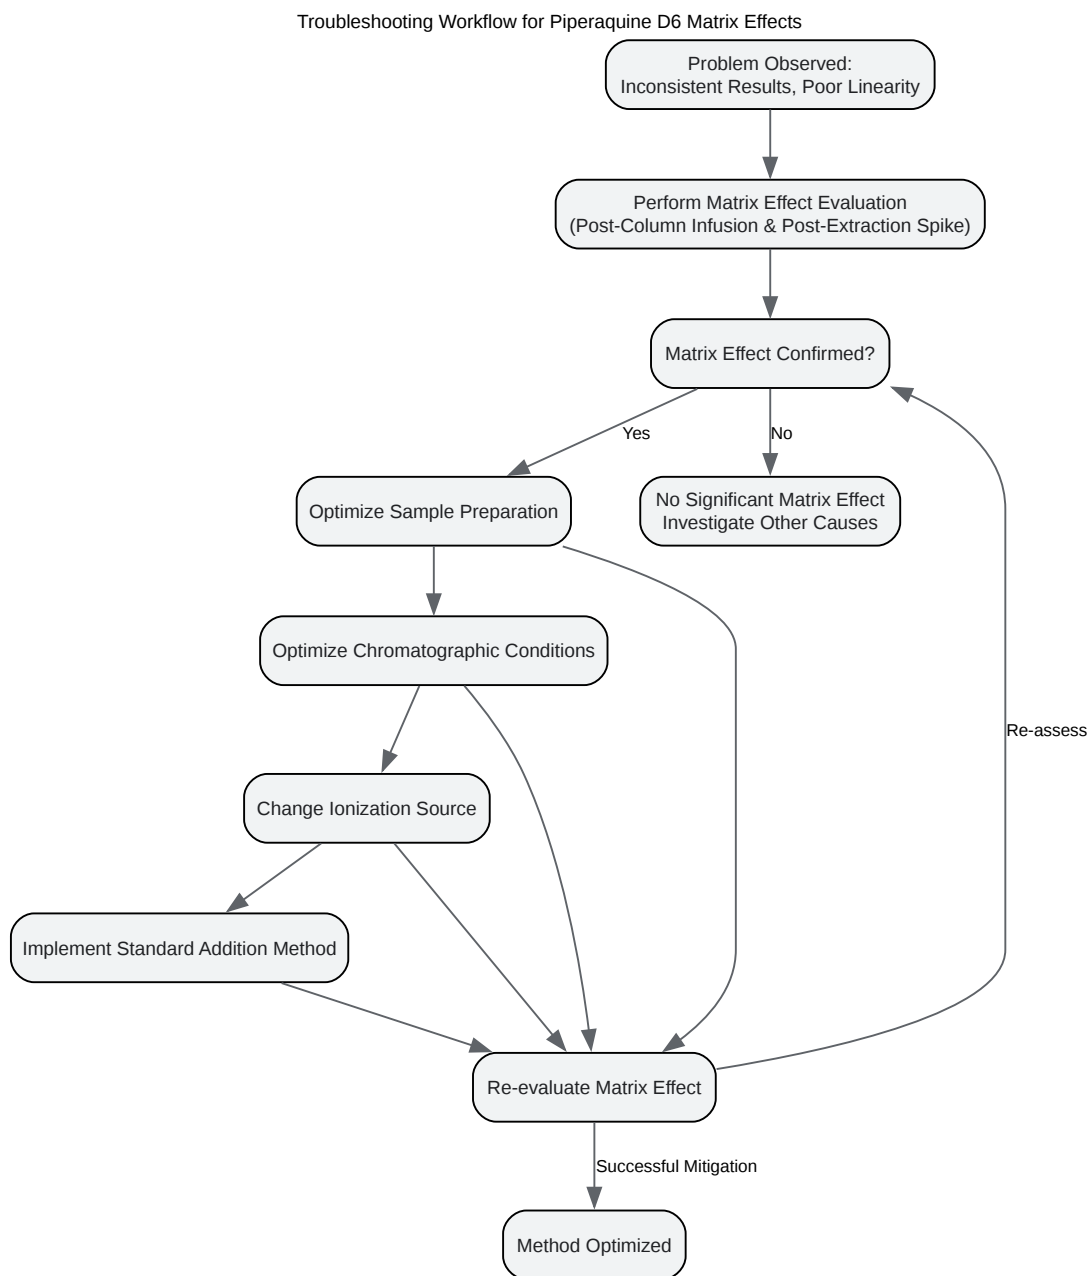 Troubleshooting Workflow for Piperaquine D6 Matrix Effects
Problem Observed:
Inconsistent Results, Poor Linearity
Perform Matrix Effect Evaluation
(Post-Column Infusion & Post-Extraction Spike)
Matrix Effect Confirmed?
Yes
No
Optimize Sample Preparation
No Significant Matrix Effect
Investigate Other Causes
Optimize Chromatographic Conditions
Re-assess
Change Ionization Source
Implement Standard Addition Method
Re-evaluate Matrix Effect
Successful Mitigation
Method Optimized